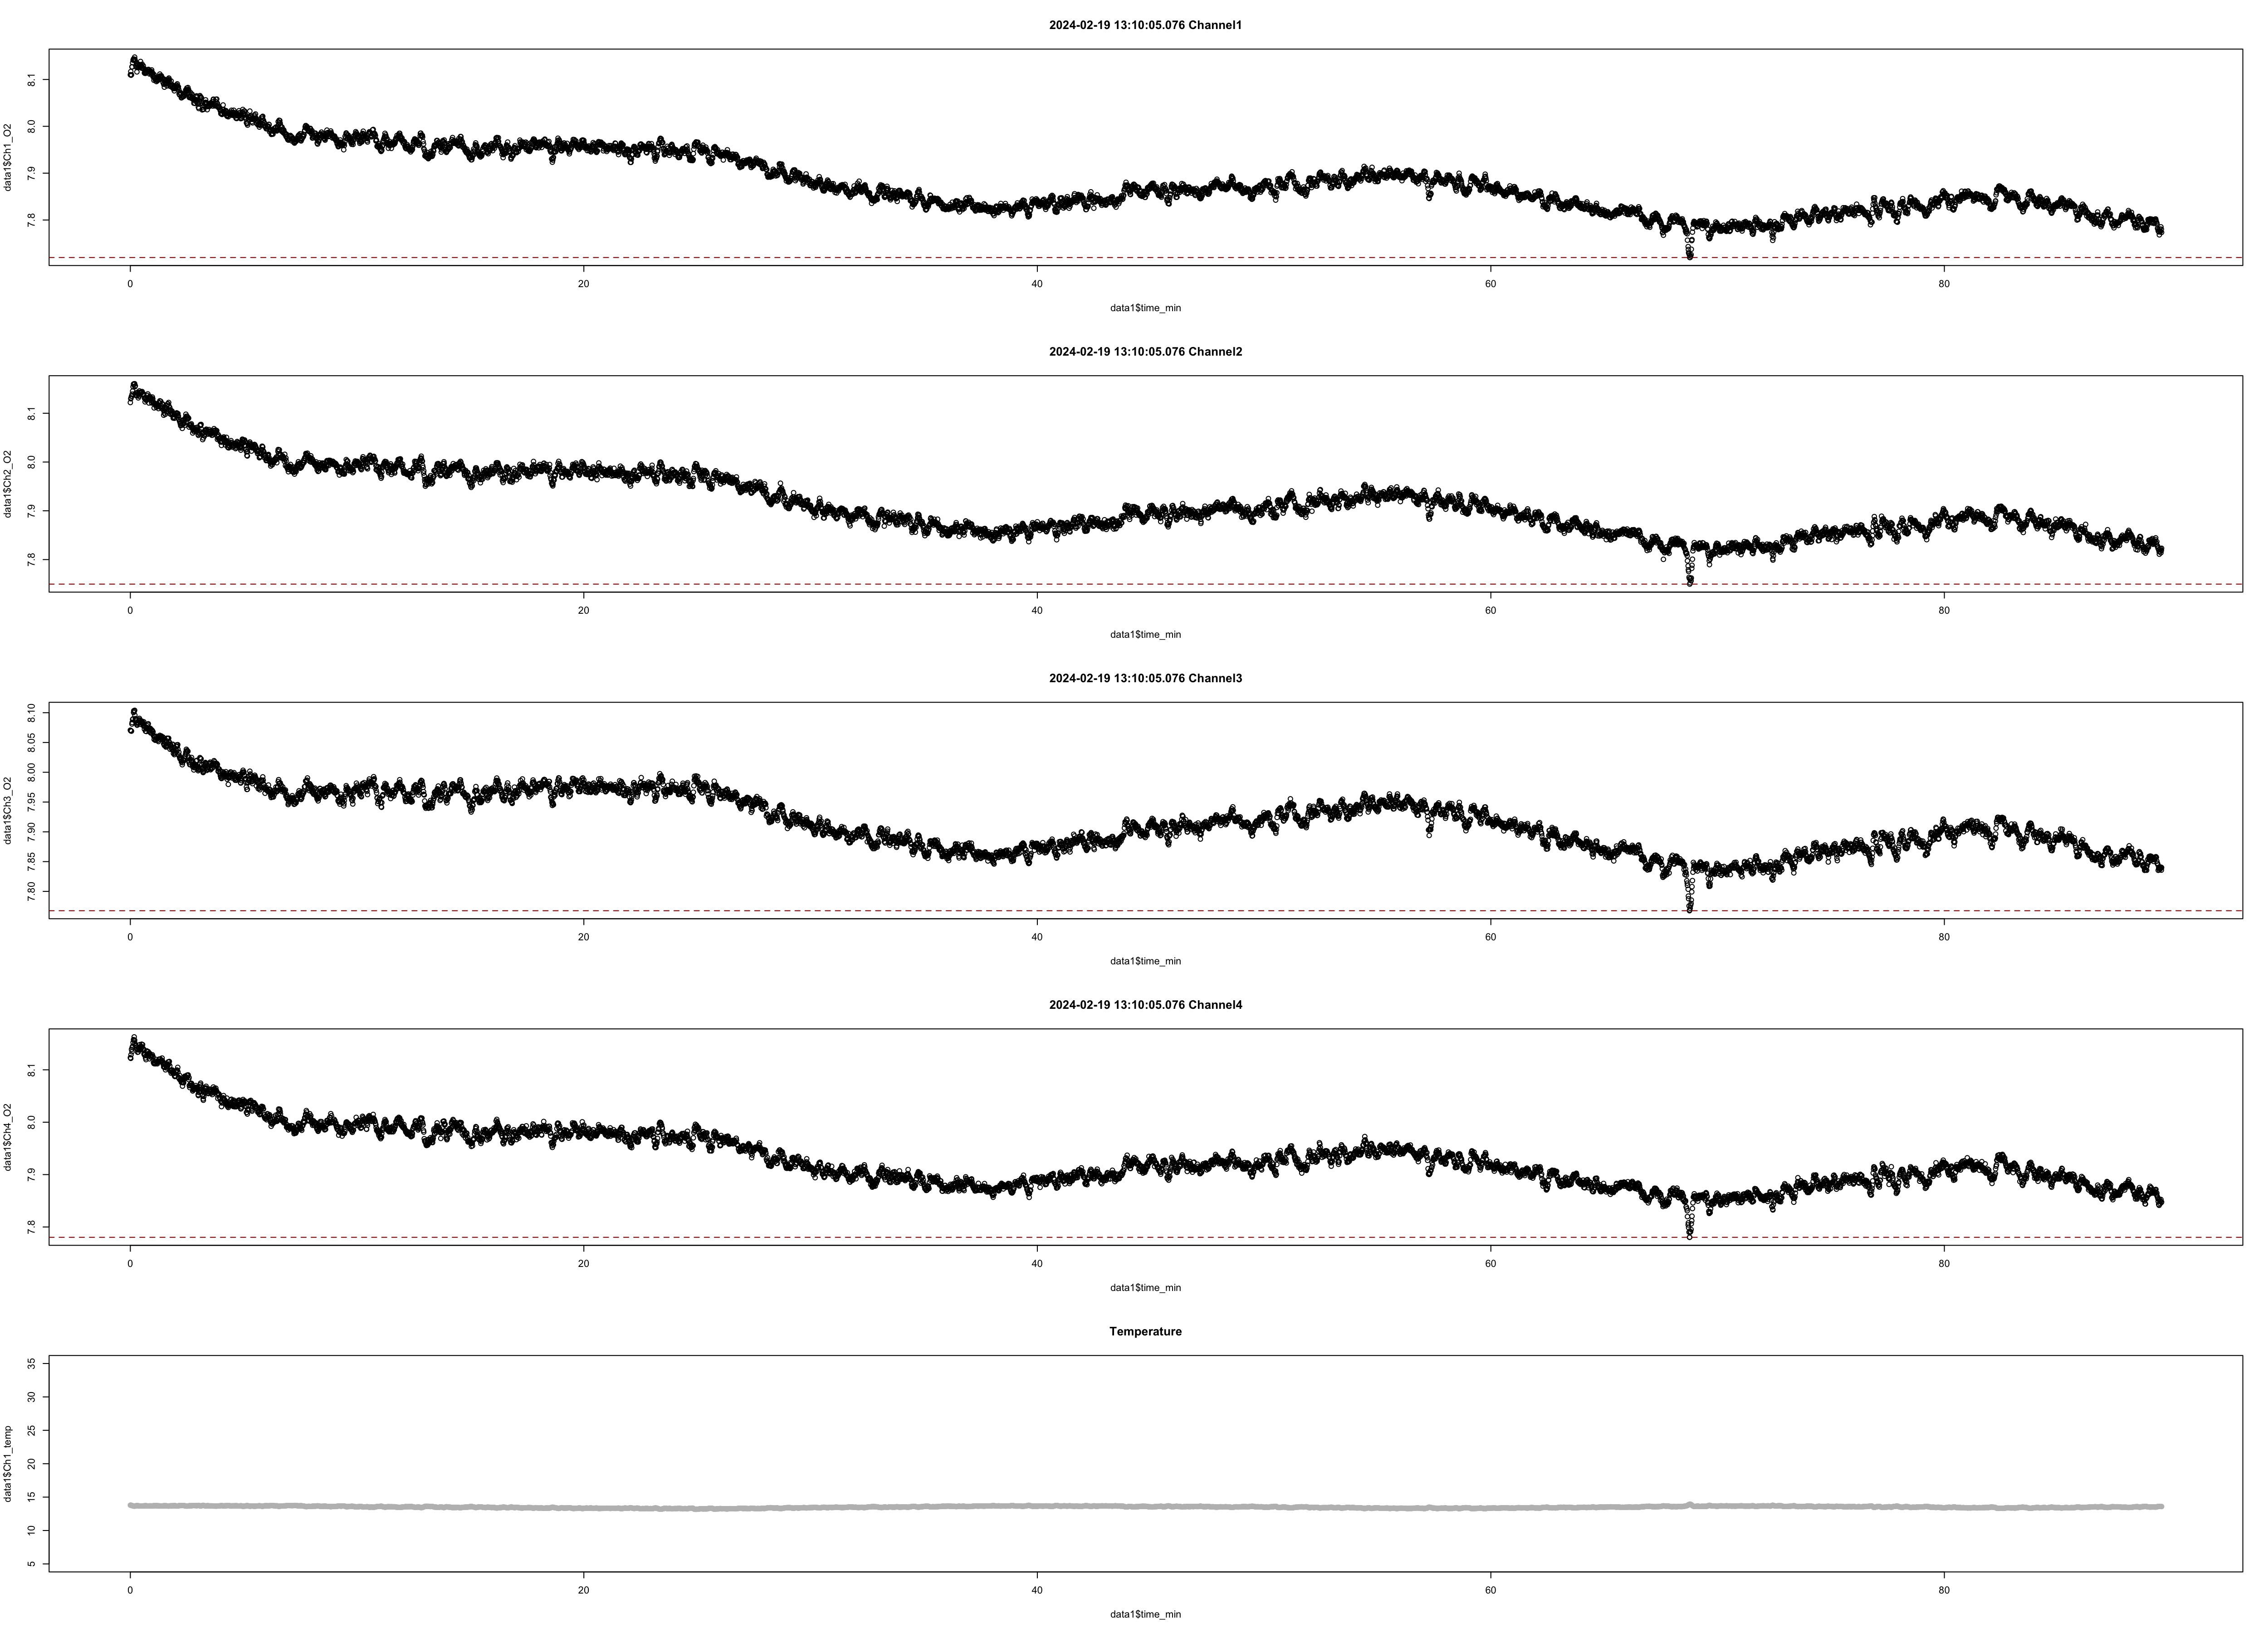 2024-02-19 13:10:05.076 Channel1
data1$Ch1_O2
8.1
8.0
7.9
7.8
0 20 40 60 80
data1$time_min
2024-02-19 13:10:05.076 Channel2
data1$Ch2_O2
8.1
8.0
7.9
7.8
0 20 40 60 80
data1$time_min
2024-02-19 13:10:05.076 Channel3
data1$Ch3_O2
8.10
8.05
8.00
7.95
7.90
7.85
7.80
0 20 40 60 80
data1$time_min
2024-02-19 13:10:05.076 Channel4
data1$Ch4_O2
8.1
8.0
7.9
7.8
0 20 40 60 80
data1$time_min
Temperature
data1$Ch1_temp
35
30
25
20
15
10
5
0 20 40 60 80
data1$time_min